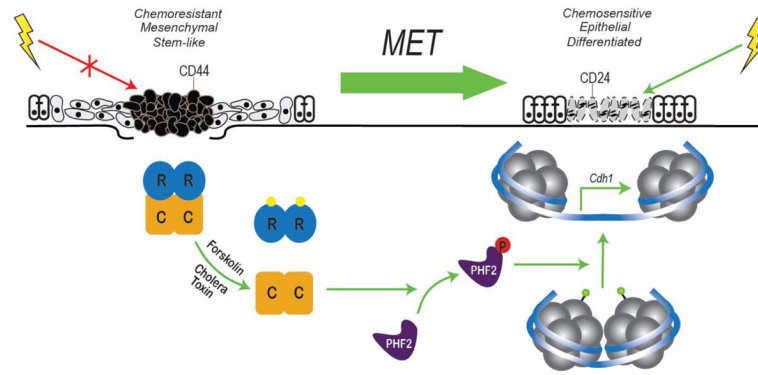 Chemoresistant
Mesenchymal
Stem-like
CD44
MET
Chemosensitive
Epithelial
Differentiated
CD24
R R
C C
Forskolin
Cholera
Toxin
R R
C C
PHF2
PHF2
P
Cdh1